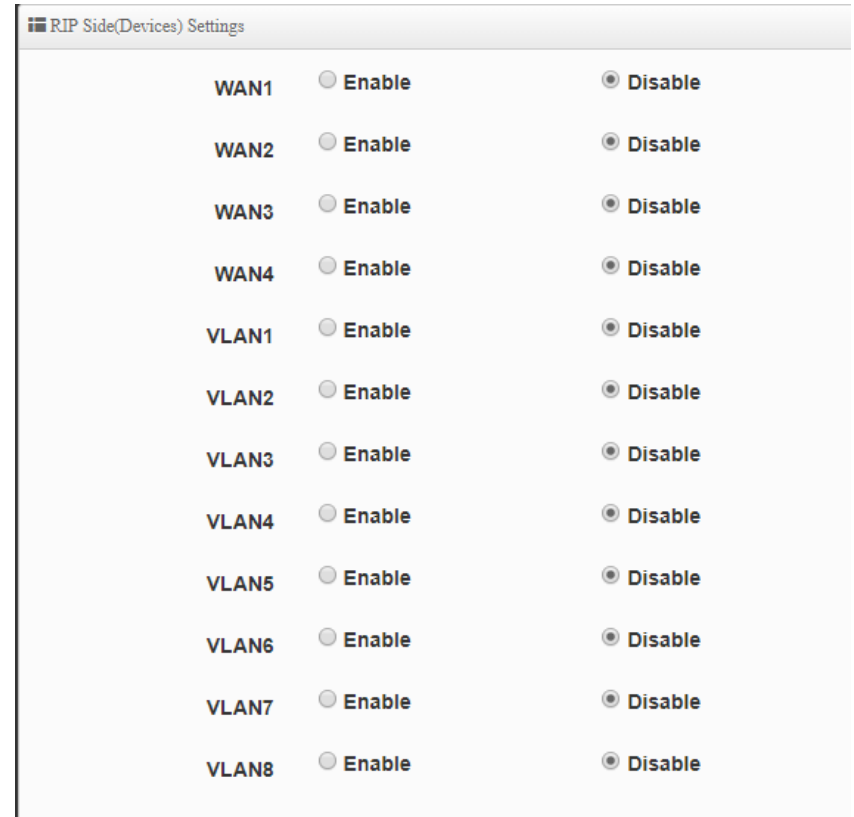 RIP Side(Devices) Settings
WAN1 Enable Disable
WAN2 Enable Disable
WAN3 Enable Disable
WAN4 Enable Disable
VLAN1 Enable Disable
VLAN2 Enable Disable
VLAN3 Enable Disable
VLAN4 Enable Disable
VLAN5 Enable Disable
VLAN6 Enable Disable
VLAN7 Enable Disable
VLAN8 Enable Disable